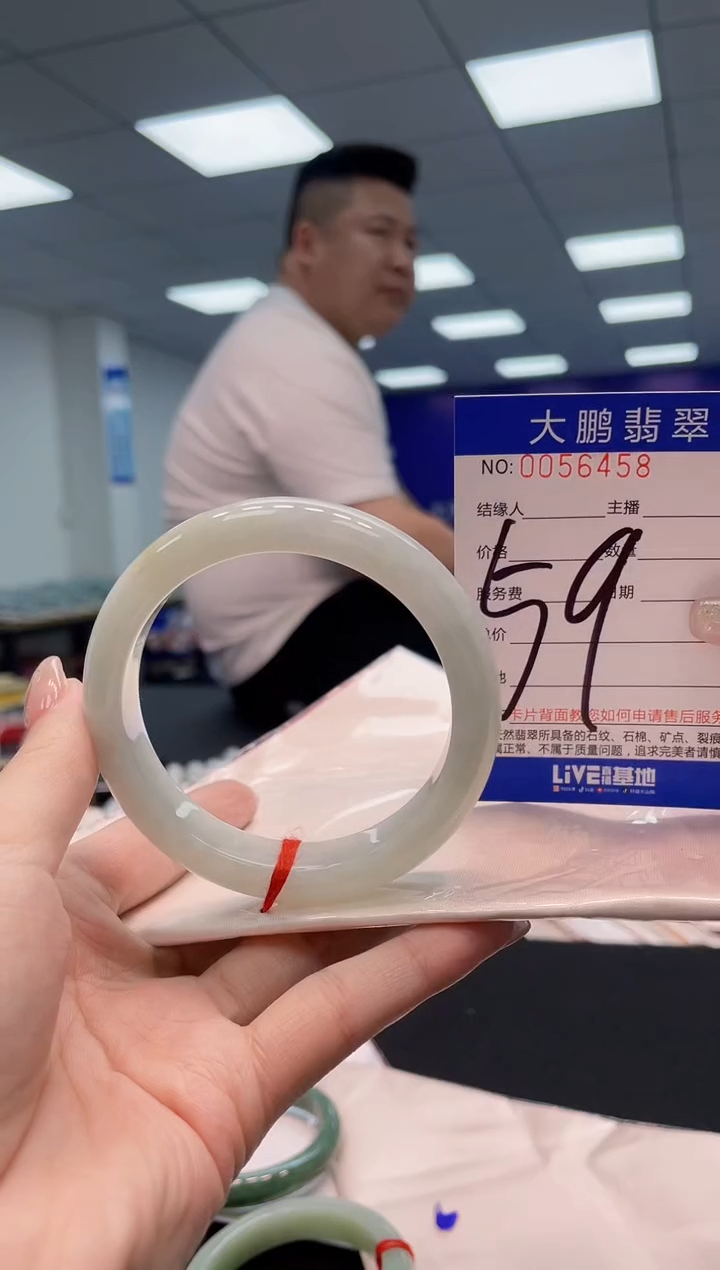 大鹏翡翠
NO: 0056458
结缘人 主播
价格 数量
59
服务费 日期
价
地
卡片背面教您如何申请售后服务
然翡翠所具备的石纹、石棉、矿点、裂痕
属正常、不属于质量问题，追求完美者请慎
LiVE 基地